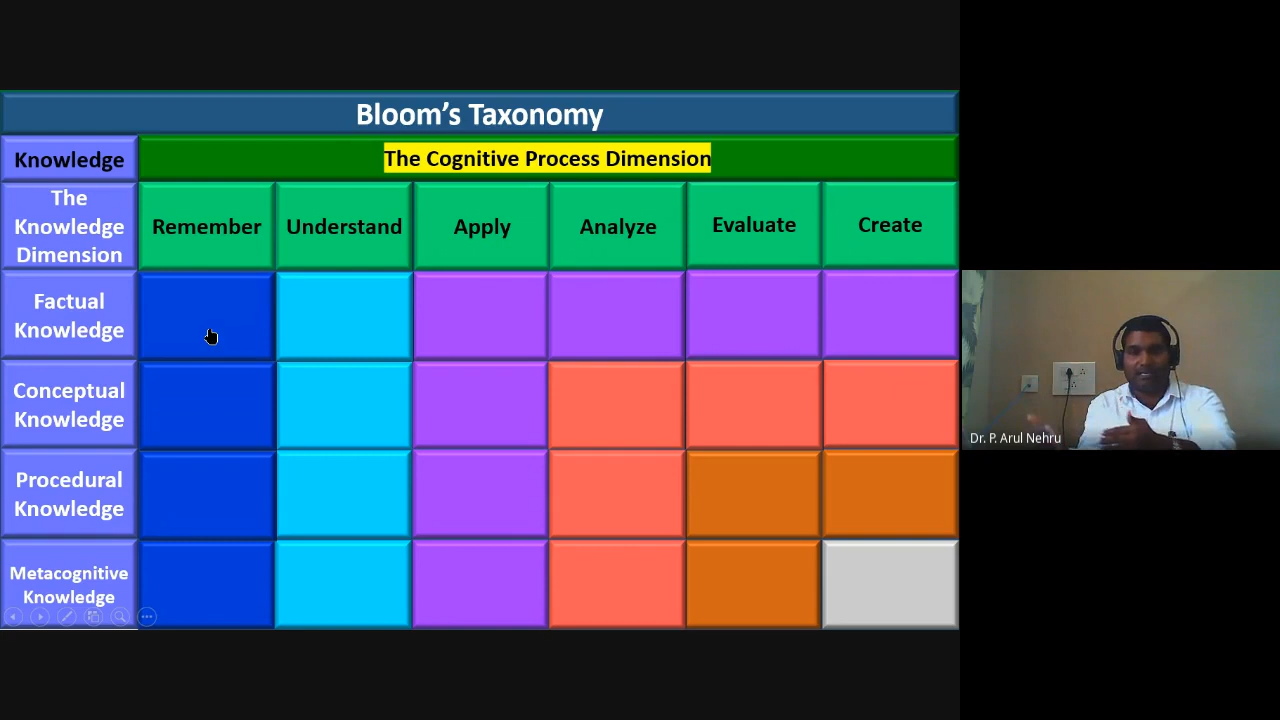 Bloom's Taxonomy
Knowledge
The Cognitive Process Dimension
The
Knowledge
Dimension
Remember
Understand
Apply
Analyze
Evaluate
Create
Factual
Knowledge
Conceptual
Knowledge
Procedural
Knowledge
Metacognitive
Knowledge
Dr. P. Arul Nehru